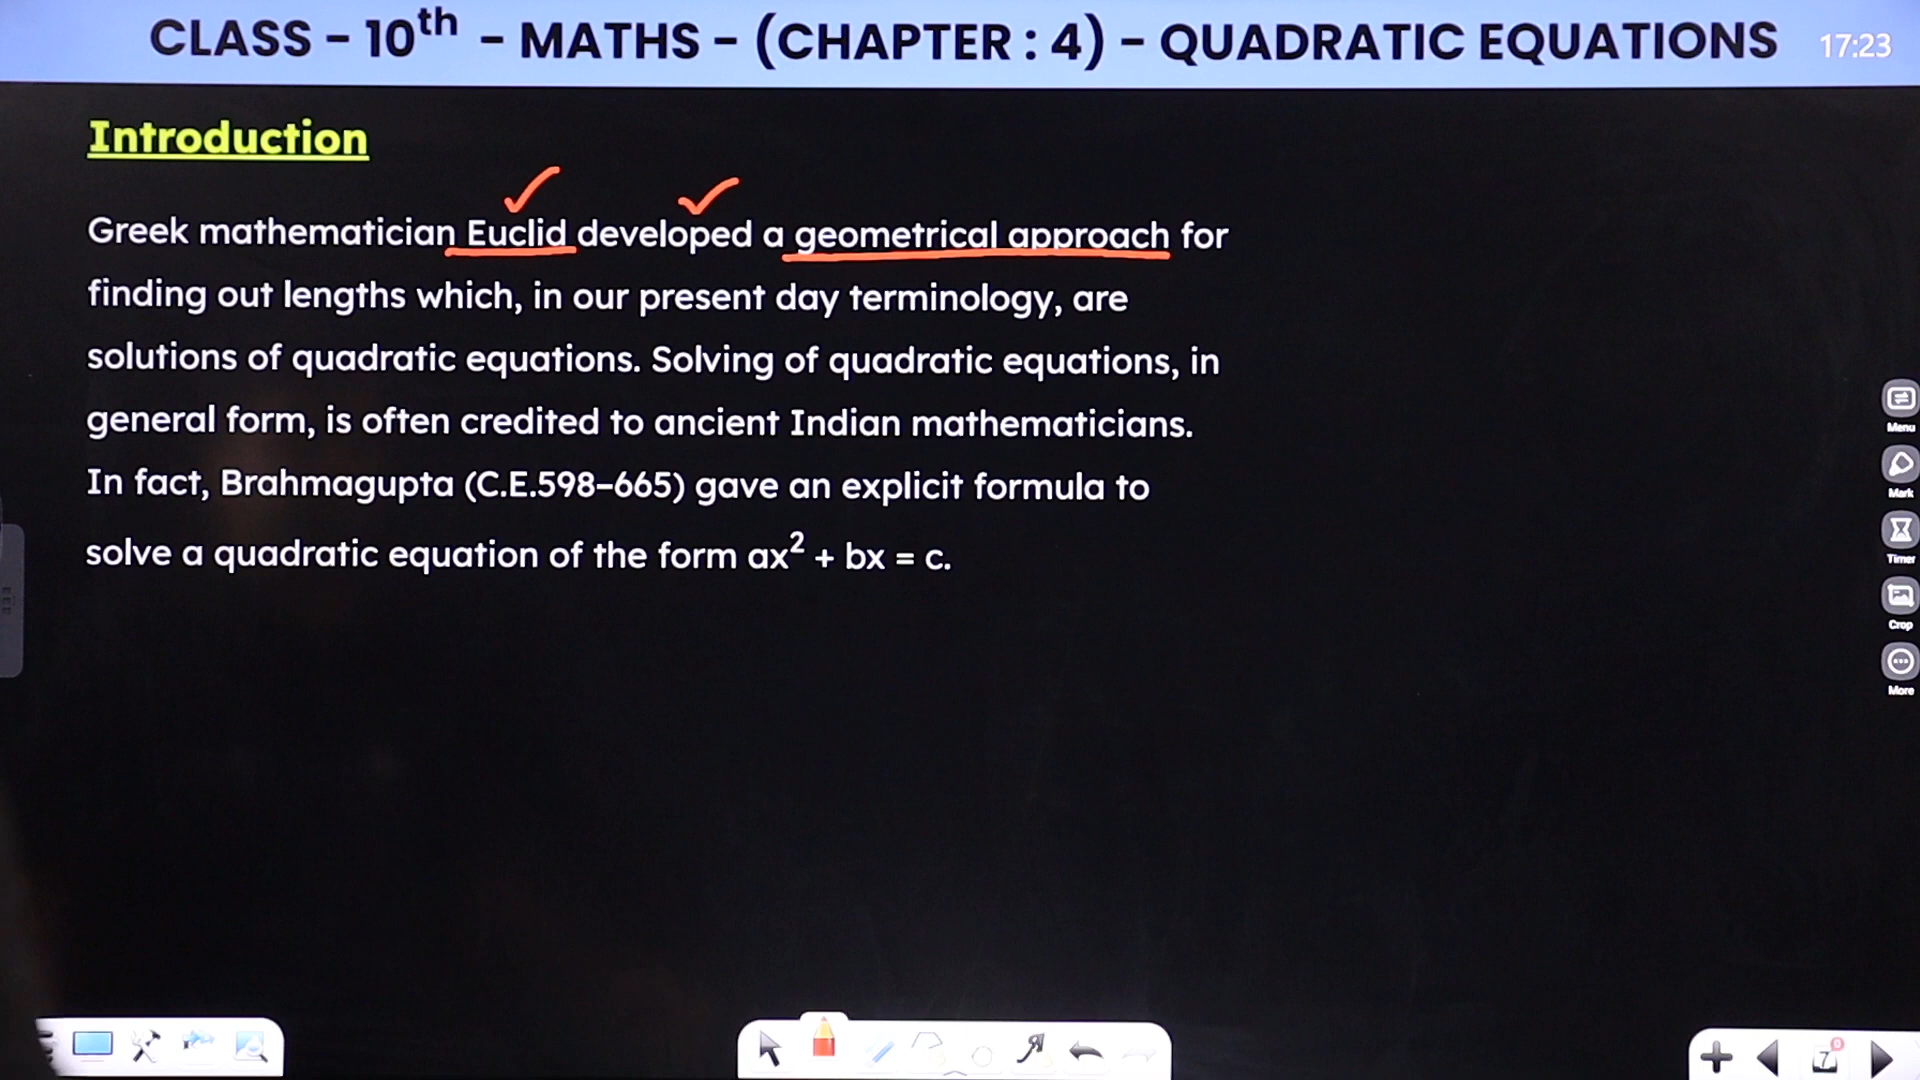 CLASS - 10th - MATHS - (CHAPTER : 4) - QUADRATIC EQUATIONS 17:23
Introduction
Greek mathematician Euclid developed a geometrical approach for
finding out lengths which, in our present day terminology, are
solutions of quadratic equations. Solving of quadratic equations, in
general form, is often credited to ancient Indian mathematicians.
In fact, Brahmagupta (C.E.598–665) gave an explicit formula to
solve a quadratic equation of the form ax² + bx = c.
Menu
Mark
Timer
Crop
More
7
0